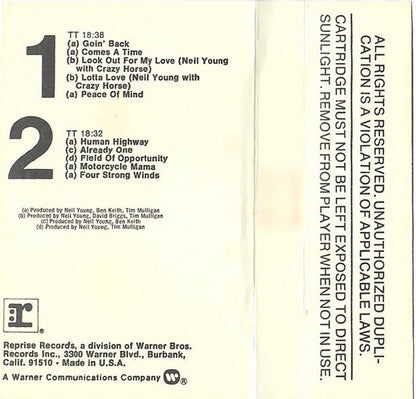 1
TT 18:38
(a) Goin' Back
(a) Comes A Time
(b) Look Out For My Love (Neil Young
with Crazy Horse)
(b) Lotta Love (Neil Young with
Crazy Horse)
(a) Peace Of Mind
2
TT 18:32
(a) Human Highway
(c) Already One
(d) Field Of Opportunity
(a) Motorcycle Mama
(a) Four Strong Winds
(a) Produced by Neil Young, Ben Keith, Tim Mulligan
(b) Produced by Neil Young, David Briggs, Tim Mulligan
(c) Produced by Neil Young, Ben Keith
(d) Produced by Neil Young, Tim Mulligan
r
Reprise Records, a division of Warner Bros.
Records Inc., 3300 Warner Blvd., Burbank,
Calif. 91510 • Made in U.S.A.
A Warner Communications Company ®
ALL RIGHTS RESERVED. UNAUTHORIZED DUPLI-
CATION IS A VIOLATION OF APPLICABLE LAWS.
CARTRIDGE MUST NOT BE LEFT EXPOSED TO DIRECT
SUNLIGHT. REMOVE FROM PLAYER WHEN NOT IN USE.